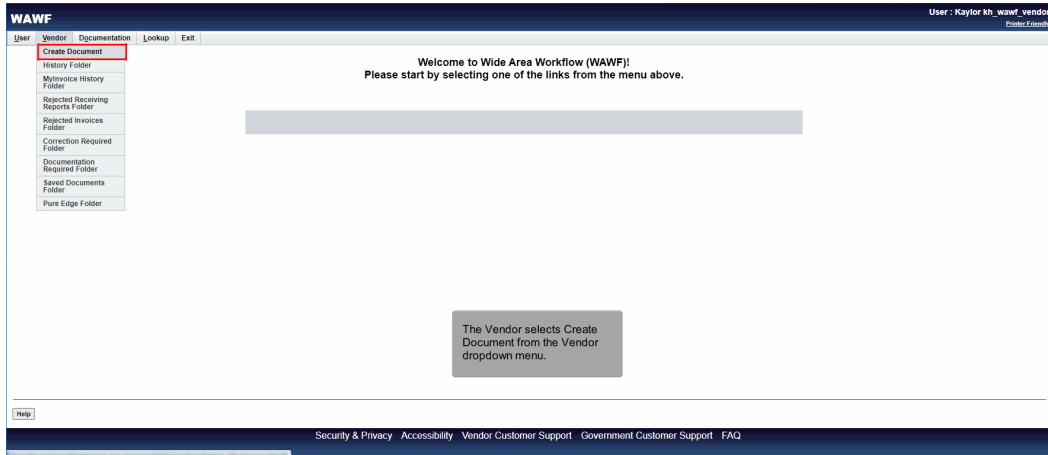 WAWF
User : Kaylor kh_wawf_vendor
Printer Friendly
User Vendor Documentation Lookup Exit
Create Document
History Folder
MyInvoice History
Folder
Rejected Receiving
Reports Folder
Rejected Invoices
Folder
Correction Required
Folder
Documentation
Required Folder
Saved Documents
Folder
Pure Edge Folder
Welcome to Wide Area Workflow (WAWF)!
Please start by selecting one of the links from the menu above.
The Vendor selects Create
Document from the Vendor
dropdown menu.
Help
Security & Privacy Accessibility Vendor Customer Support Government Customer Support FAQ